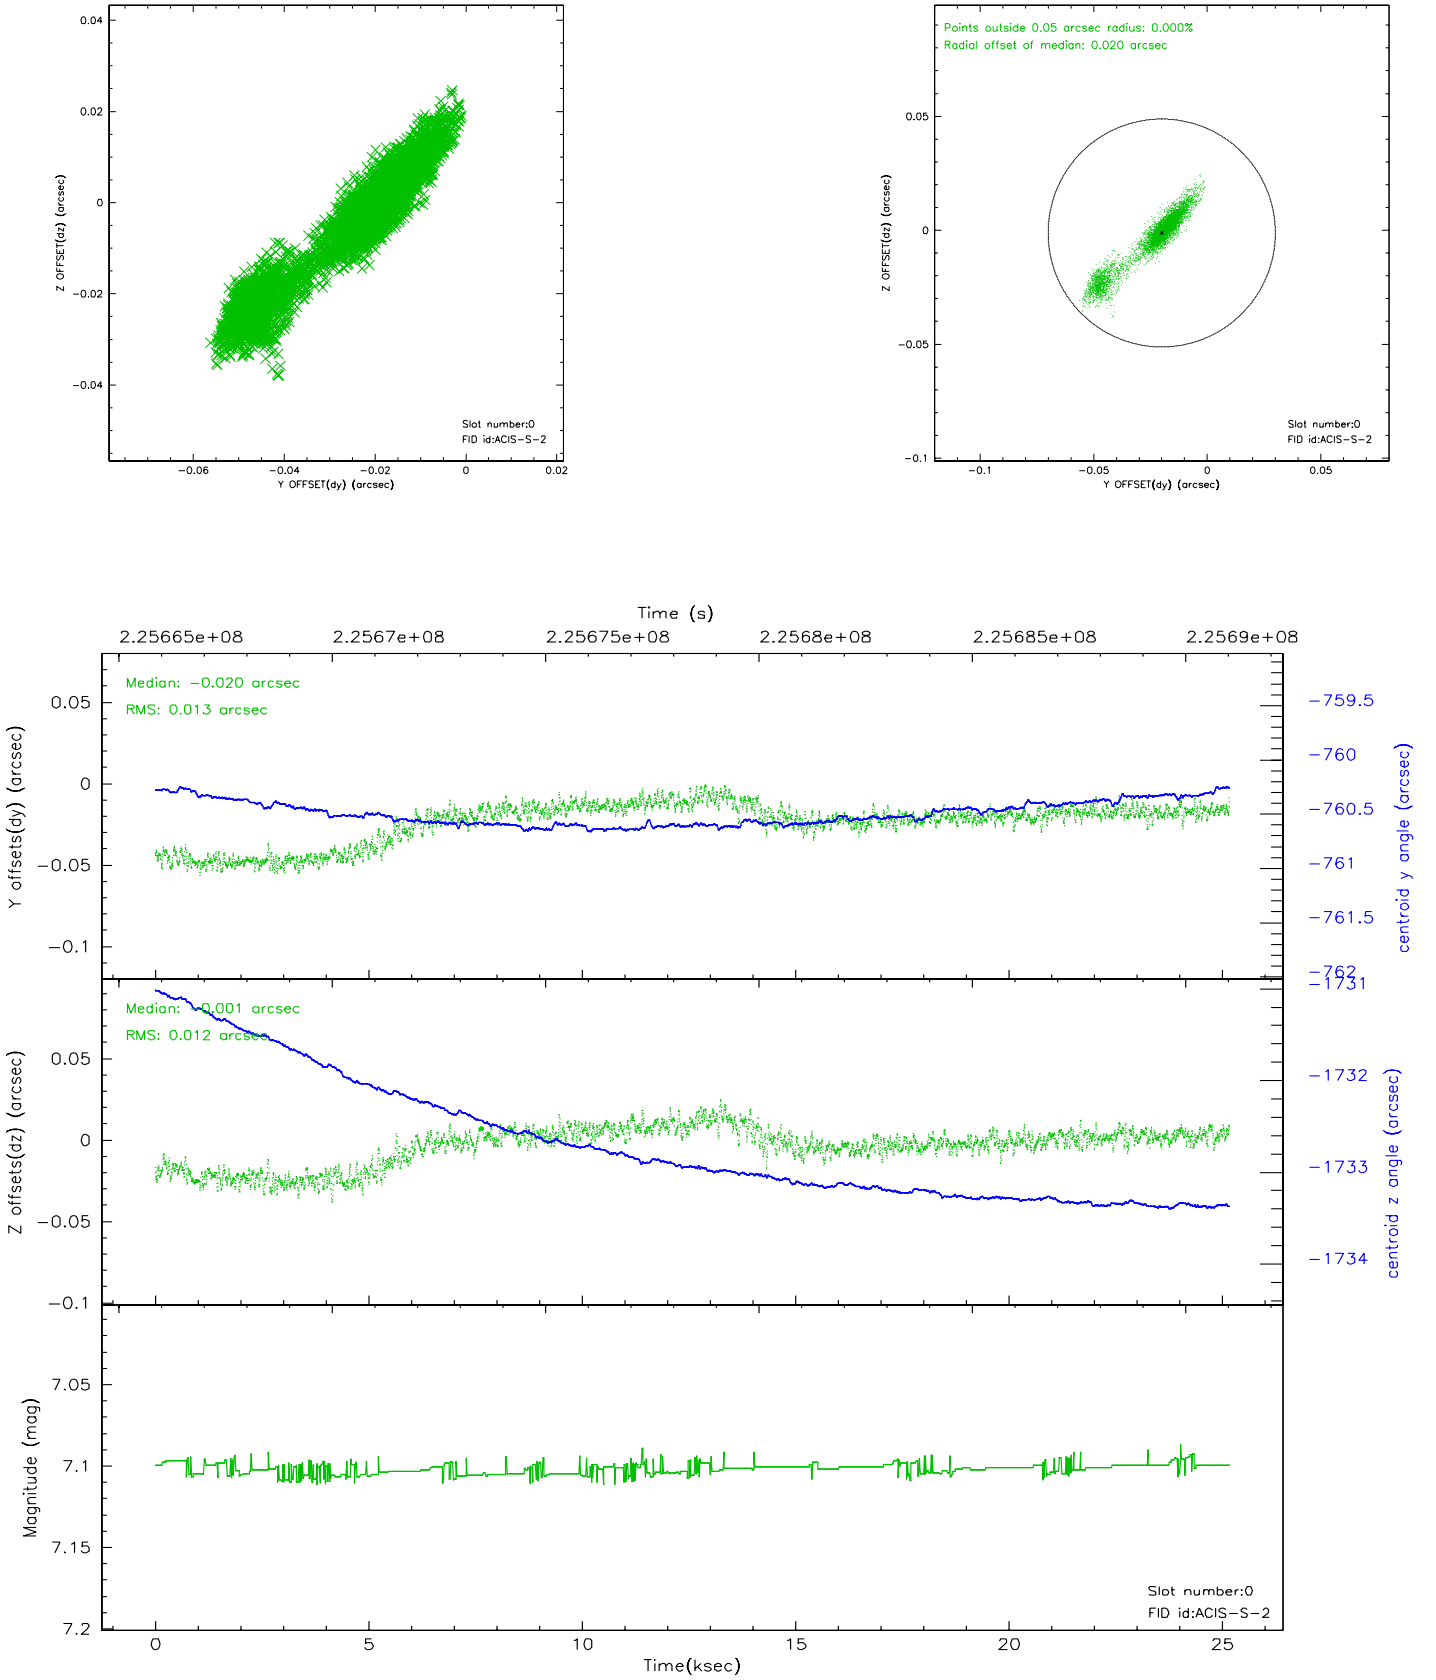 0.04
0.02
0
−0.02
−0.04
Z OFFSET(dz) (arcsec)
−0.06
−0.04
−0.02
0
0.02
Y OFFSET(dy) (arcsec)
Slot number:0
FID id:ACIS−S−2
Points outside 0.05 arcsec radius: 0.000%
Radial offset of median: 0.020 arcsec
0.05
0
−0.05
−0.1
Z OFFSET(dz) (arcsec)
−0.1
−0.05
0
0.05
Y OFFSET(dy) (arcsec)
Slot number:0
FID id:ACIS−S−2
Time (s)
2.25665e+08
2.2567e+08
2.25675e+08
2.2568e+08
2.25685e+08
2.2569e+08
Median: −0.020 arcsec
RMS: 0.013 arcsec
0.05
0
−0.05
−0.1
Y offsets(dy) (arcsec)
−759.5
−760
−760.5
−761
−761.5
−762
centroid y angle (arcsec)
Median: −0.001 arcsec
RMS: 0.012 arcsec
0.05
0
−0.05
−0.1
Z offsets(dz) (arcsec)
−1731
−1732
−1733
−1734
centroid z angle (arcsec)
7.05
7.1
7.15
7.2
Magnitude (mag)
Slot number:0
FID id:ACIS−S−2
0
5
10
15
20
25
Time(ksec)